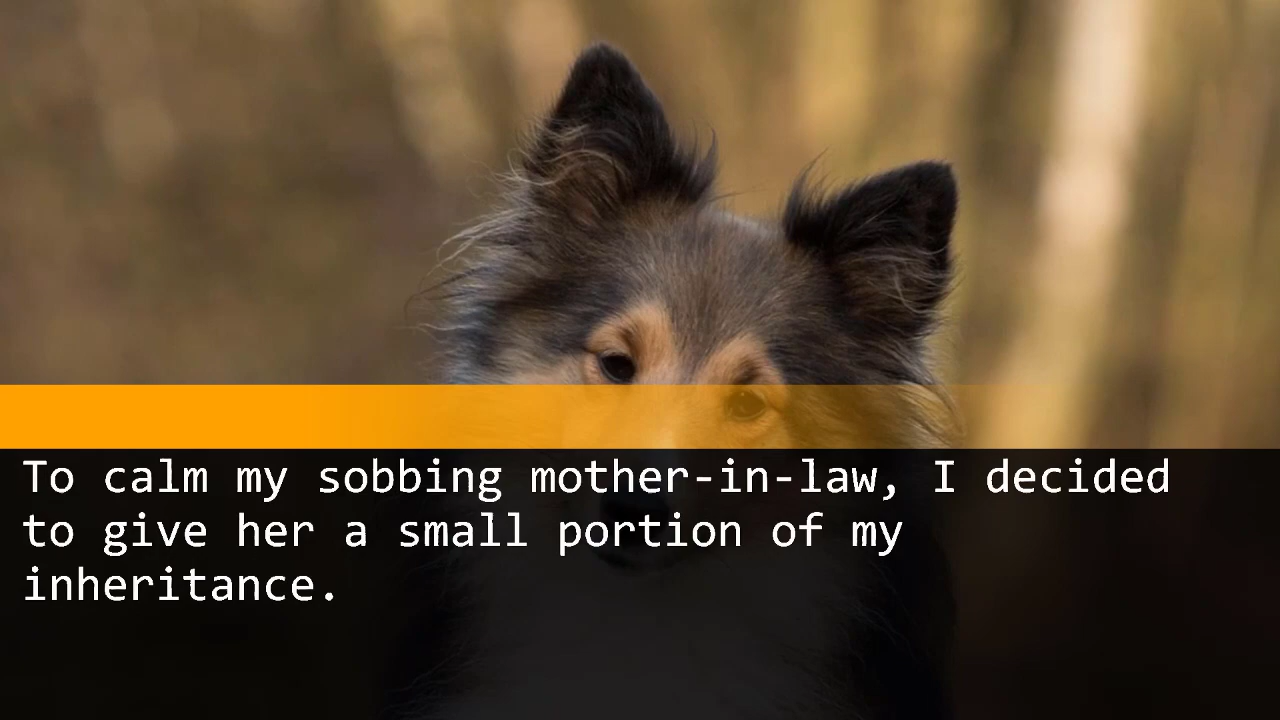 To calm my sobbing mother-in-law, I decided
to give her a small portion of my
inheritance.